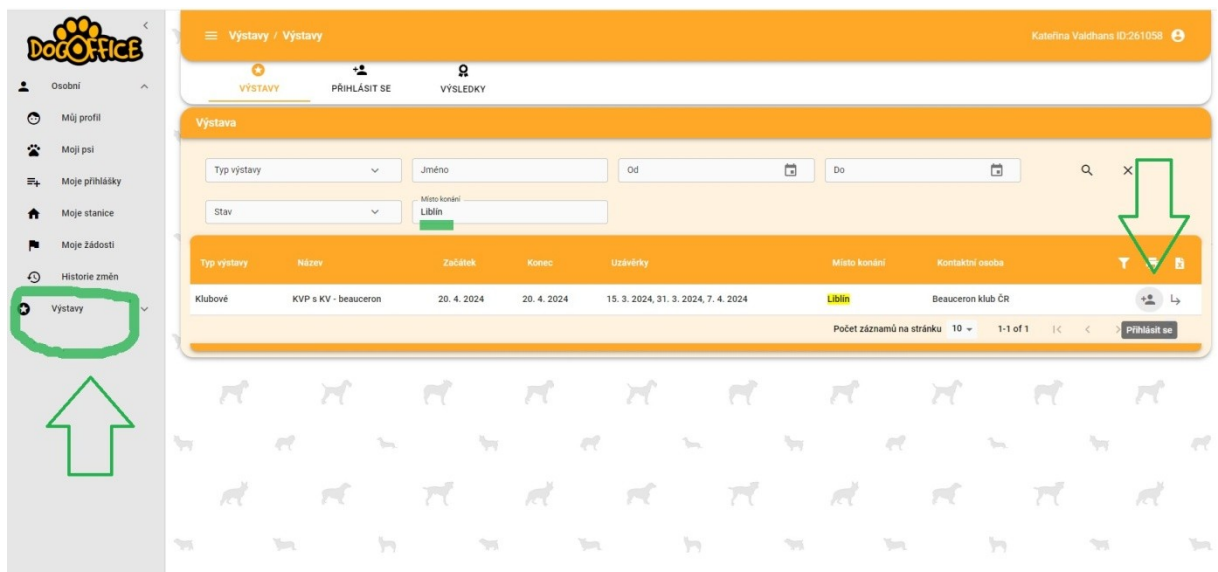 DOGOFFICE
Osobní
Můj profil
Moji psi
Moje přihlášky
Moje stanice
Moje žádosti
Historie změn
Výstavy
Výstavy / Výstavy
Kateřina Valdhans ID:261058
VÝSTAVY PŘIHLÁSIT SE VÝSLEDKY
Výstava
Typ výstavy Jméno Od Do
Místo konání
Stav Liblín
Typ výstavy Název Začátek Konec Uzávěrky Místo konání Kontaktní osoba
Klubové KVP s KV - beauceron 20. 4. 2024 20. 4. 2024 15. 3. 2024, 31. 3. 2024, 7. 4. 2024 Liblín Beauceron klub ČR
Počet záznamů na stránku 10 1-1 of 1 Přihlásit se